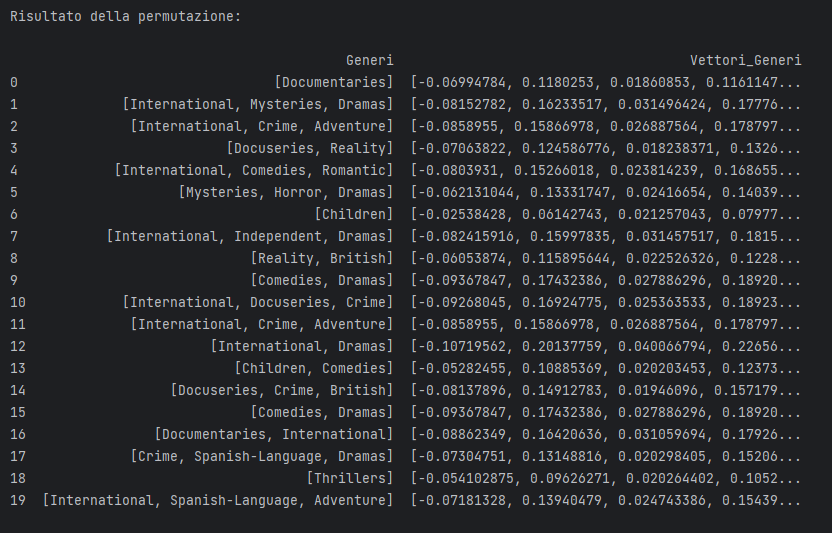 Risultato della permutazione:
Generi Vettori_Generi
0 [Documentaries] [-0.06994784, 0.1180253, 0.01860853, 0.1161147...
1 [International, Mysteries, Dramas] [-0.08152782, 0.16233517, 0.031496424, 0.17776...
2 [International, Crime, Adventure] [-0.0858955, 0.15866978, 0.026887564, 0.178797...
3 [Docuseries, Reality] [-0.07063822, 0.124586776, 0.018238371, 0.1326...
4 [International, Comedies, Romantic] [-0.0803931, 0.15266018, 0.023814239, 0.168655...
5 [Mysteries, Horror, Dramas] [-0.062131044, 0.13331747, 0.02416654, 0.14039...
6 [Children] [-0.02538428, 0.06142743, 0.021257043, 0.07977...
7 [International, Independent, Dramas] [-0.082415916, 0.15997835, 0.031457517, 0.1815...
8 [Reality, British] [-0.06053874, 0.115895644, 0.022526326, 0.1228...
9 [Comedies, Dramas] [-0.09367847, 0.17432386, 0.027886296, 0.18920...
10 [International, Docuseries, Crime] [-0.09268045, 0.16924775, 0.025363533, 0.18923...
11 [International, Crime, Adventure] [-0.0858955, 0.15866978, 0.026887564, 0.178797...
12 [International, Dramas] [-0.10719562, 0.20137759, 0.040066794, 0.22656...
13 [Children, Comedies] [-0.05282455, 0.10885369, 0.020203453, 0.12373...
14 [Docuseries, Crime, British] [-0.08137896, 0.14912783, 0.01946096, 0.157179...
15 [Comedies, Dramas] [-0.09367847, 0.17432386, 0.027886296, 0.18920...
16 [Documentaries, International] [-0.08862349, 0.16420636, 0.031059694, 0.17926...
17 [Crime, Spanish-Language, Dramas] [-0.07304751, 0.13148816, 0.020298405, 0.15206...
18 [Thrillers] [-0.054102875, 0.09626271, 0.020264402, 0.1052...
19 [International, Spanish-Language, Adventure] [-0.07181328, 0.13940479, 0.024743386, 0.15439...